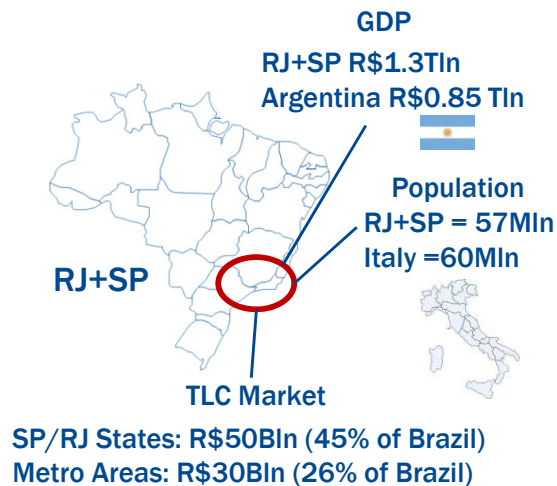 GDP
RJ+SP R$1.3Tln
Argentina R$0.85 Tln
Population
RJ+SP = 57Mln
Italy =60Mln
RJ+SP
TLC Market
SP/RJ States: R$50Bln (45% of Brazil)
Metro Areas: R$30Bln (26% of Brazil)